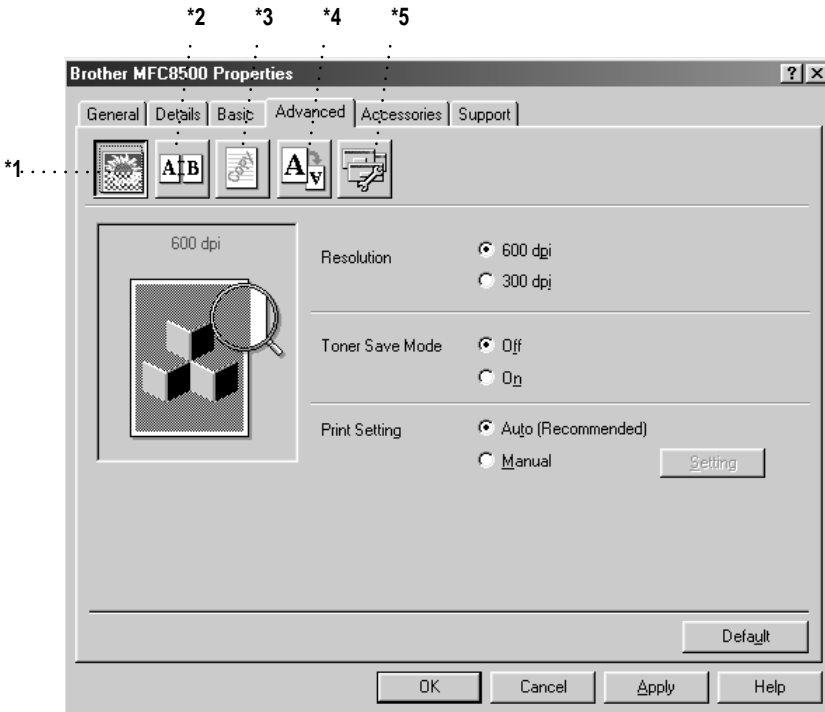 *2 *3 *4 *5
Brother MFC8500 Properties ? X
General Details Basic Advanced Accessories Support
*1 A B COPY A A
600 dpi
Resolution 600 dpi
300 dpi
Toner Save Mode Off
On
Print Setting Auto (Recommended)
Manual Setting
Default
OK Cancel Apply Help